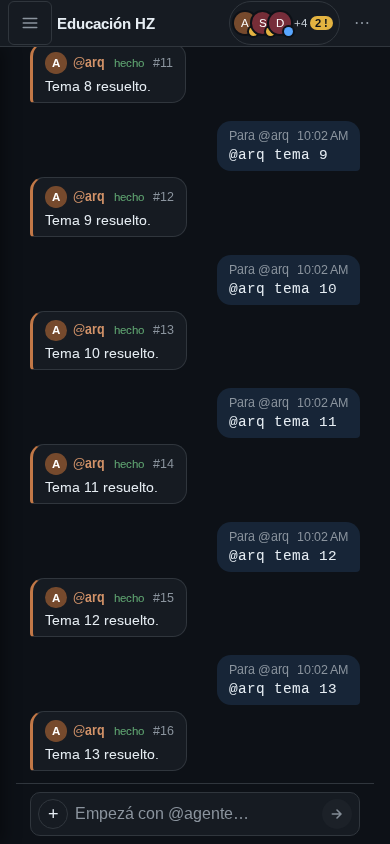 Educación HZ
A S D +4 2!
A @arq hecho #11
Tema 8 resuelto.
Para @arq 10:02 AM
@arq tema 9
A @arq hecho #12
Tema 9 resuelto.
Para @arq 10:02 AM
@arq tema 10
A @arq hecho #13
Tema 10 resuelto.
Para @arq 10:02 AM
@arq tema 11
A @arq hecho #14
Tema 11 resuelto.
Para @arq 10:02 AM
@arq tema 12
A @arq hecho #15
Tema 12 resuelto.
Para @arq 10:02 AM
@arq tema 13
A @arq hecho #16
Tema 13 resuelto.
+ Empezá con @agente…